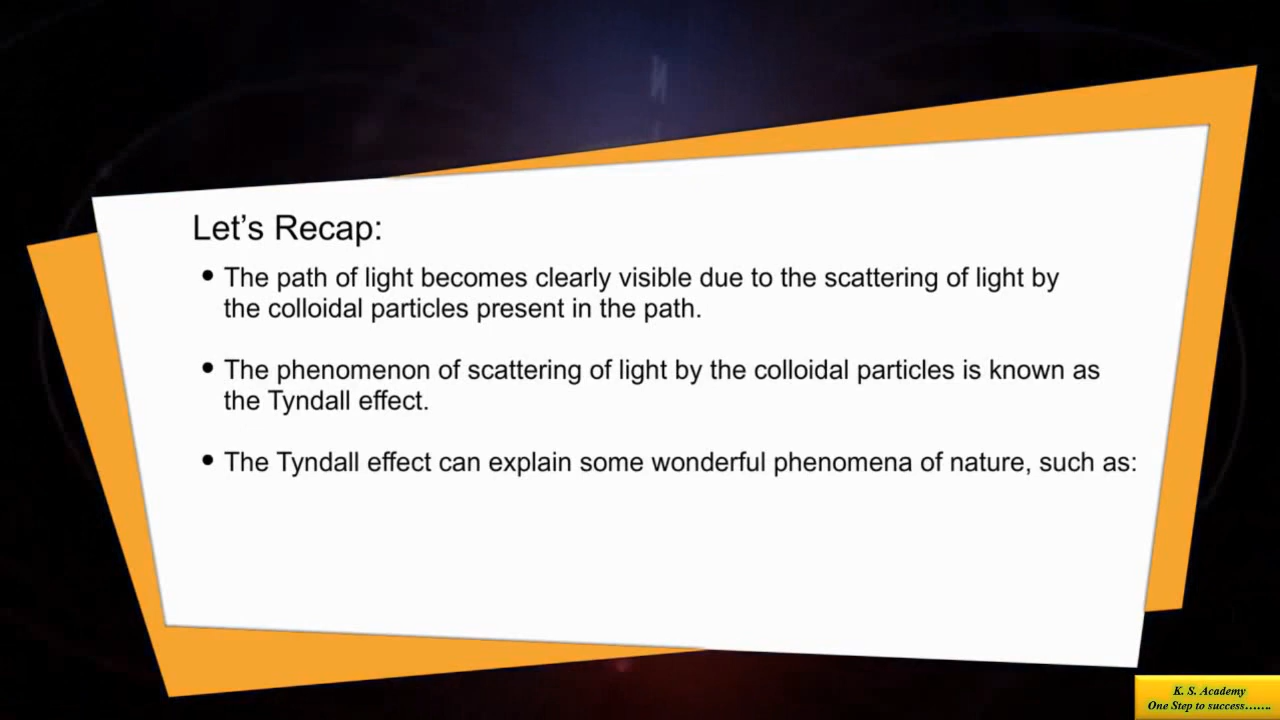 Let’s Recap:
• The path of light becomes clearly visible due to the scattering of light by
the colloidal particles present in the path.
• The phenomenon of scattering of light by the colloidal particles is known as
the Tyndall effect.
• The Tyndall effect can explain some wonderful phenomena of nature, such as:
K. S. Academy
One Step to success…….